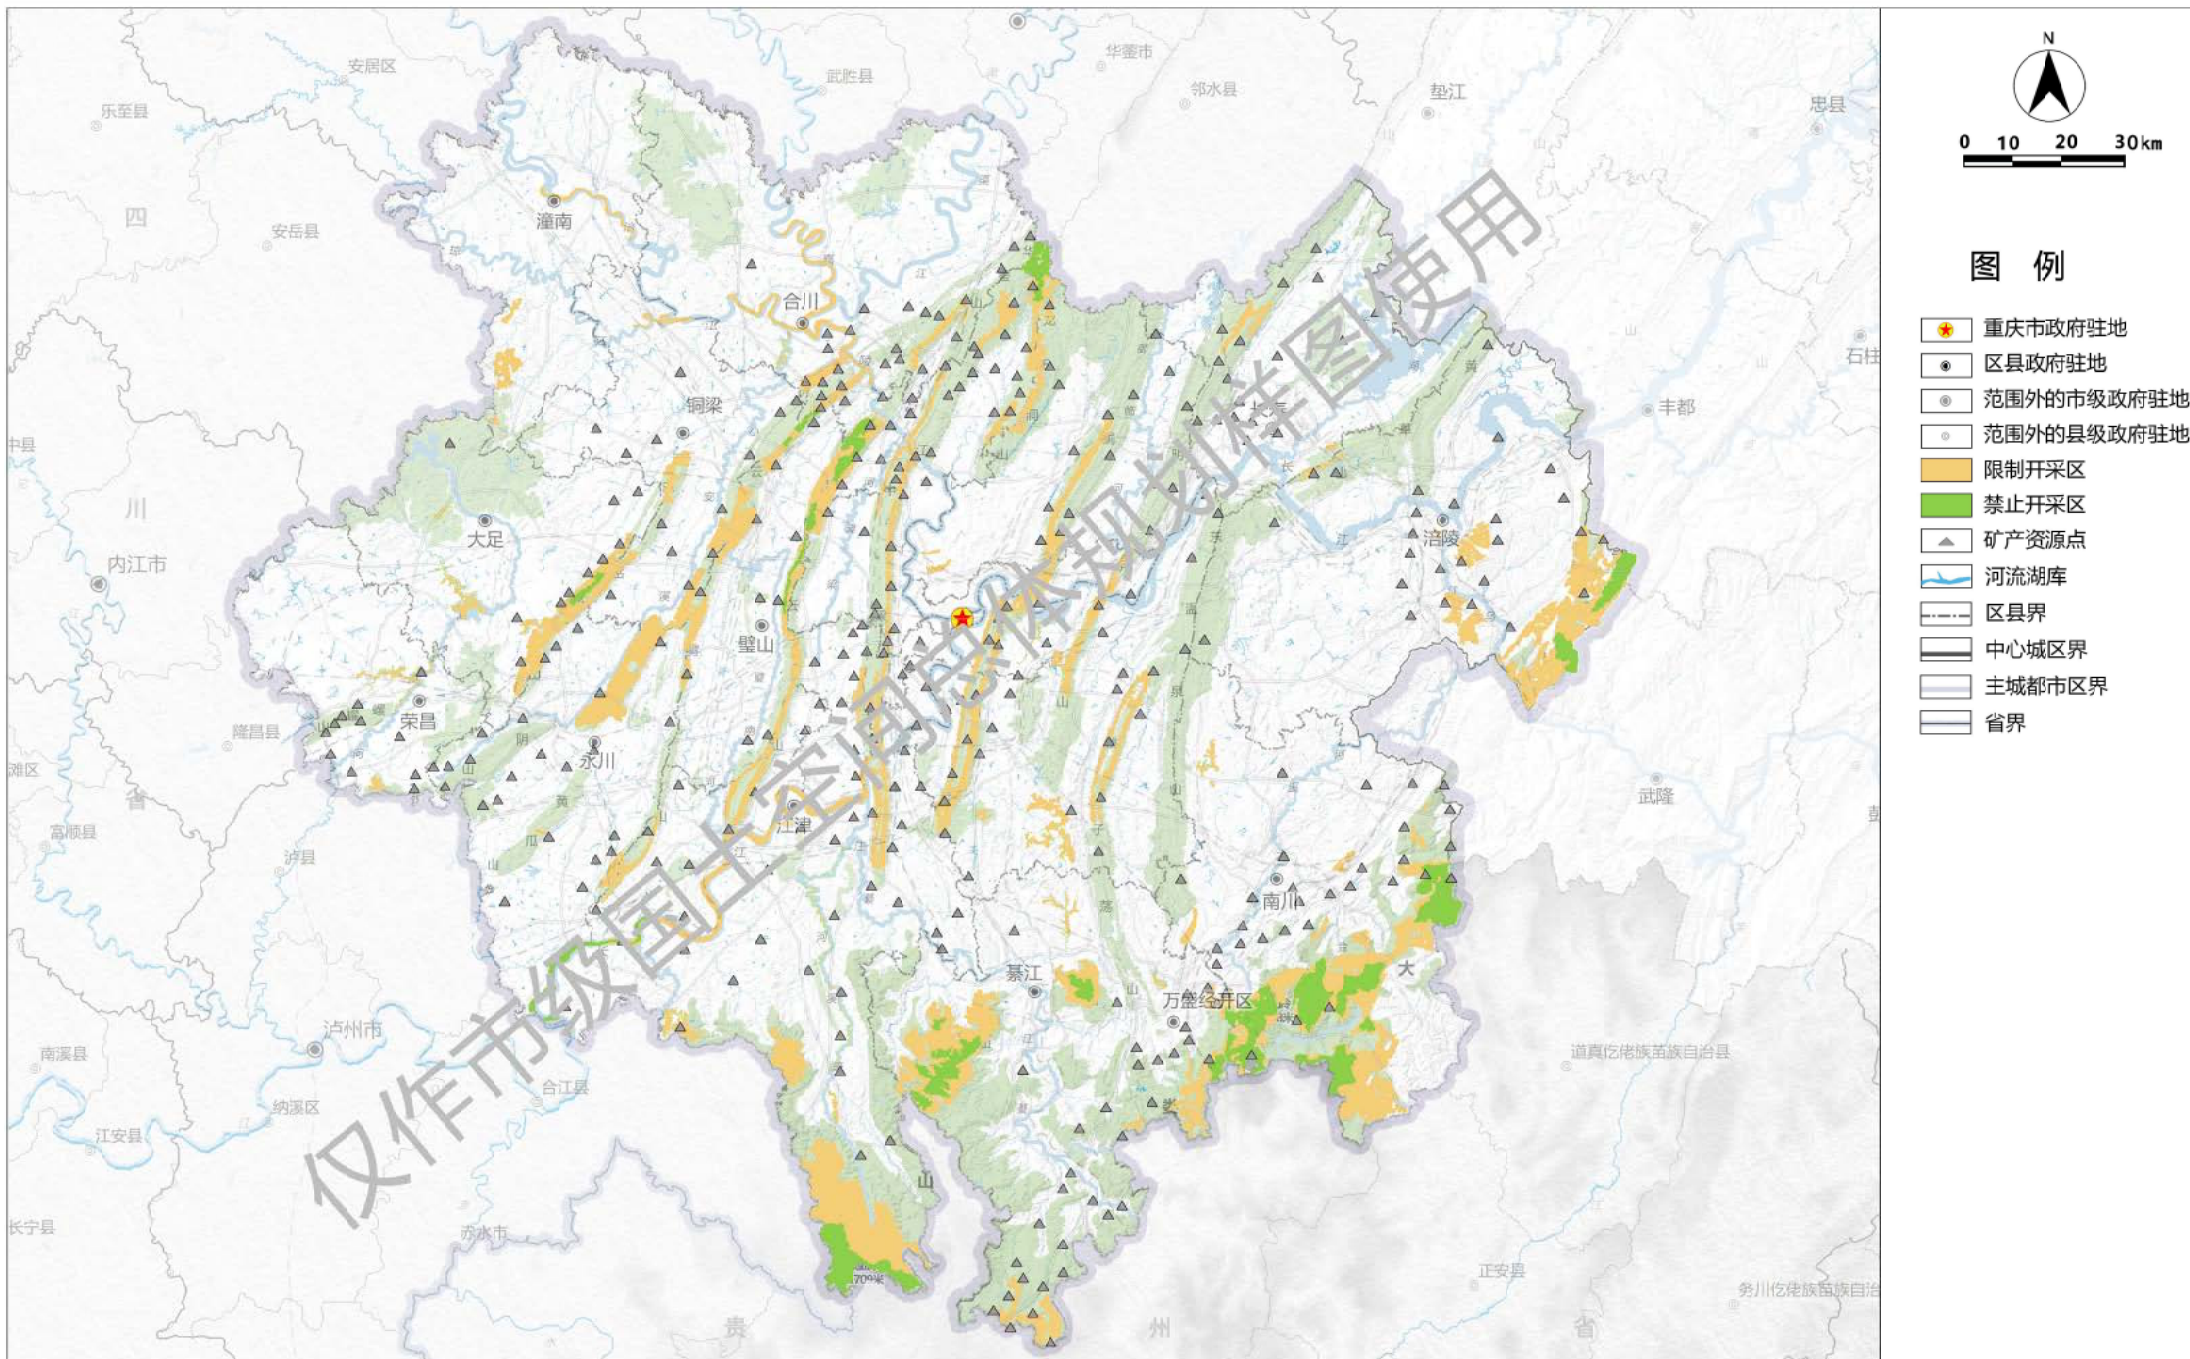 N
0 10 20 30km
图 例
重庆市政府驻地
区县政府驻地
范围外的市级政府驻地
范围外的县级政府驻地
限制开采区
禁止开采区
矿产资源点
河流湖库
区县界
中心城区界
主城都市区界
省界
仅作市级国土空间总体规划样图使用
安居区
武胜县
华蓥市
邻水县
垫江
忠县
乐至县
四
安岳县
潼南
合川
石柱
铜梁
丰都
中县
川
大足
内江市
涪陵
璧山
荣昌
隆昌县
永川
滩区
省
富顺县
泸县
江津
武隆
彭
南川
綦江
万盛经开区
大
泸州市
南溪县
合江县
纳溪区
江安县
道真仡佬族苗族自治县
山
长宁县
赤水市
正安县
务川仡佬族苗族自治
贵
州
省